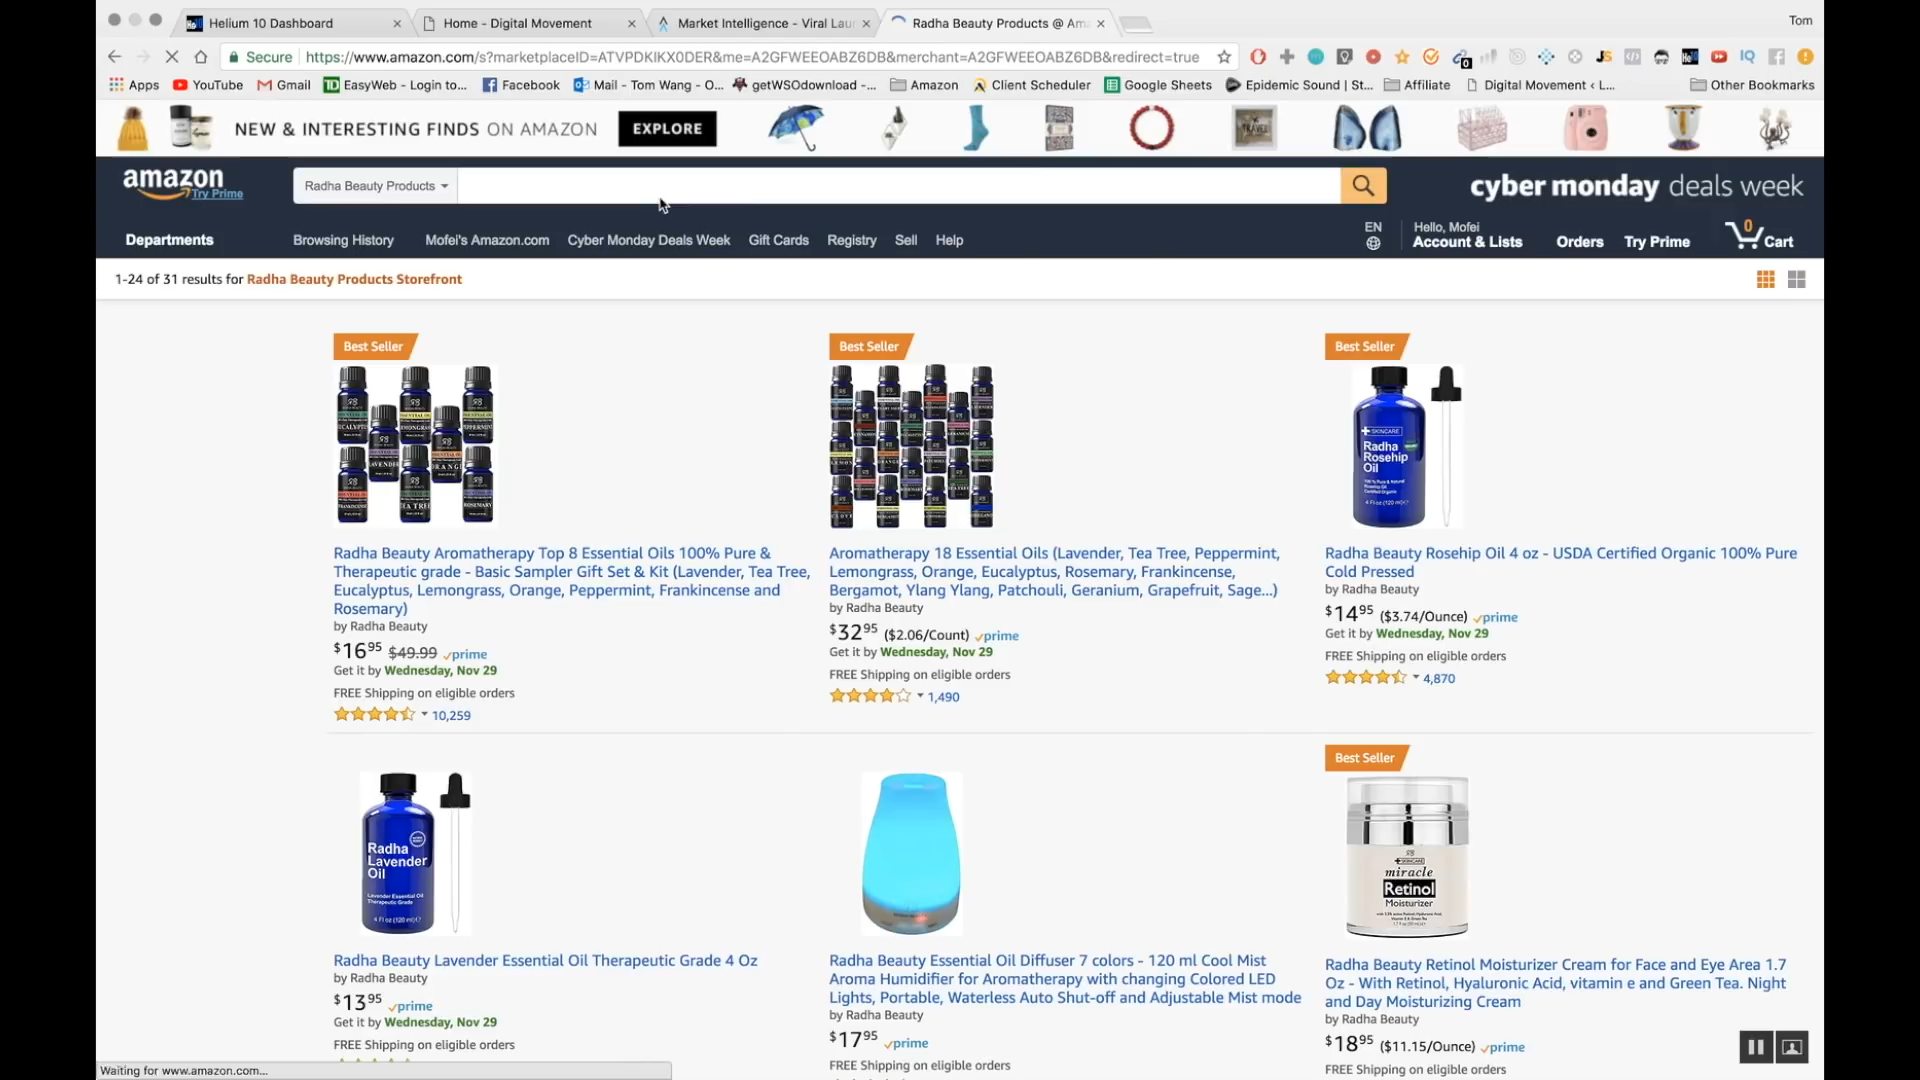 Helium 10 Dashboard
Home - Digital Movement
Market Intelligence - Viral Lau
Radha Beauty Products @ Am
Tom
Secure
https://www.amazon.com/s?marketplaceID=ATVPDKIKX0DER&me=A2GFWEEOABZ6DB&merchant=A2GFWEEOABZ6DB&redirect=true
Apps
YouTube
Gmail
EasyWeb - Login to...
Facebook
Mail - Tom Wang - O...
getWSOdownload -...
Amazon
Client Scheduler
Google Sheets
Epidemic Sound | St...
Affiliate
Digital Movement ‹ L...
Other Bookmarks
NEW & INTERESTING FINDS ON AMAZON
EXPLORE
amazon
Try Prime
Radha Beauty Products
cyber monday deals week
Departments
Browsing History
Mofei's Amazon.com
Cyber Monday Deals Week
Gift Cards
Registry
Sell
Help
EN
Hello, Mofei
Account & Lists
Orders
Try Prime
0
Cart
1-24 of 31 results for Radha Beauty Products Storefront
Best Seller
Radha Beauty Aromatherapy Top 8 Essential Oils 100% Pure &
Therapeutic grade - Basic Sampler Gift Set & Kit (Lavender, Tea Tree,
Eucalyptus, Lemongrass, Orange, Peppermint, Frankincense and
Rosemary)
by Radha Beauty
$16.95 $49.99 prime
Get it by Wednesday, Nov 29
FREE Shipping on eligible orders
10,259
Best Seller
Aromatherapy 18 Essential Oils (Lavender, Tea Tree, Peppermint,
Lemongrass, Orange, Eucalyptus, Rosemary, Frankincense,
Bergamot, Ylang Ylang, Patchouli, Geranium, Grapefruit, Sage...)
by Radha Beauty
$32.95 ($2.06/Count) prime
Get it by Wednesday, Nov 29
FREE Shipping on eligible orders
1,490
Best Seller
SKINCARE
Radha
Rosehip
Oil
Radha Beauty Rosehip Oil 4 oz - USDA Certified Organic 100% Pure
Cold Pressed
by Radha Beauty
$14.95 ($3.74/Ounce) prime
Get it by Wednesday, Nov 29
FREE Shipping on eligible orders
4,870
Radha
Lavender
Oil
Lavender Essential Oil
Therapeutic Grade
Radha Beauty Lavender Essential Oil Therapeutic Grade 4 Oz
by Radha Beauty
$13.95 prime
Get it by Wednesday, Nov 29
FREE Shipping on eligible orders
Radha Beauty Essential Oil Diffuser 7 colors - 120 ml Cool Mist
Aroma Humidifier for Aromatherapy with changing Colored LED
Lights, Portable, Waterless Auto Shut-off and Adjustable Mist mode
by Radha Beauty
$17.95 prime
FREE Shipping on eligible orders
Best Seller
SKINCARE
miracle
Retinol
Moisturizer
Radha Beauty Retinol Moisturizer Cream for Face and Eye Area 1.7
Oz - With Retinol, Hyaluronic Acid, vitamin e and Green Tea. Night
and Day Moisturizing Cream
by Radha Beauty
$18.95 ($11.15/Ounce) prime
FREE Shipping on eligible orders
Waiting for www.amazon.com...